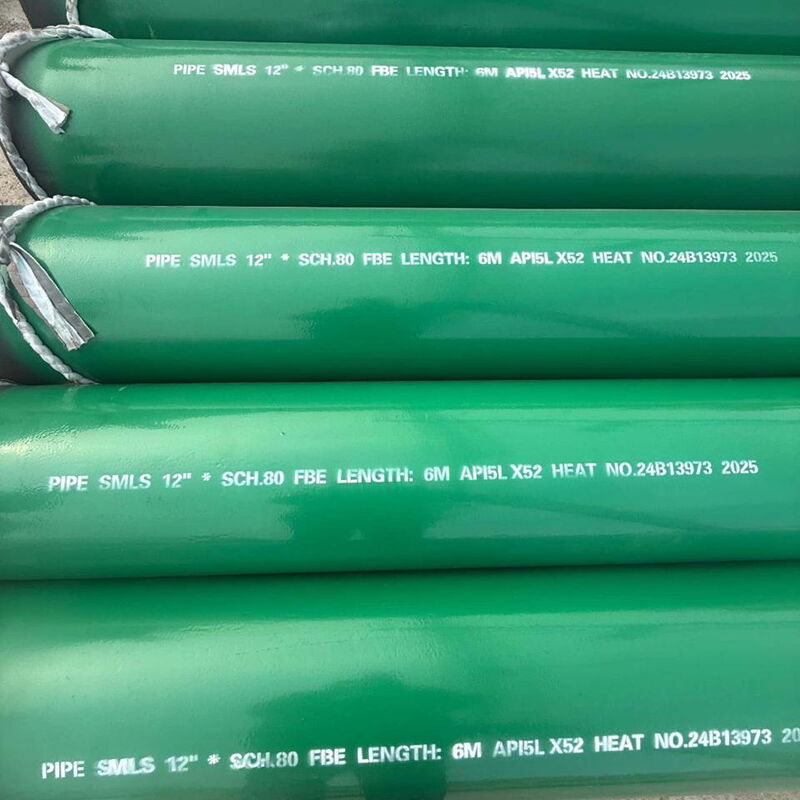 PIPE SMLS 12" * SCH.80 FBE LENGTH: 6M API5L X52 HEAT NO.24B13973 2025
PIPE SMLS 12" * SCH.80 FBE LENGTH: 6M API5L X52 HEAT NO.24B13973 2025
PIPE SMLS 12" * SCH.80 FBE LENGTH: 6M API5L X52 HEAT NO.24B13973 2025
PIPE SMLS 12" * SCH.80 FBE LENGTH: 6M API5L X52 HEAT NO.24B13973 20